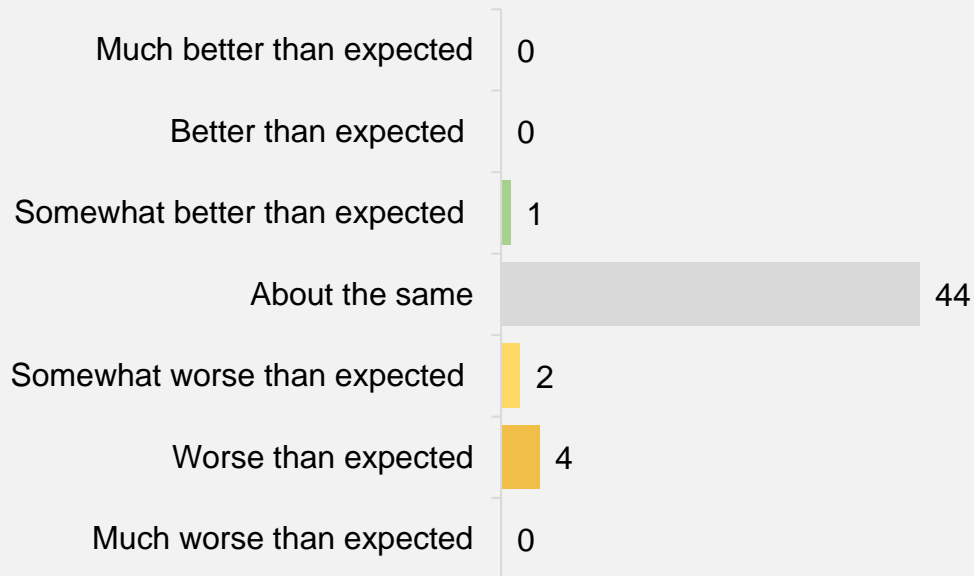 Much better than expected 0
Better than expected 0
Somewhat better than expected 1
About the same 44
Somewhat worse than expected 2
Worse than expected 4
Much worse than expected 0